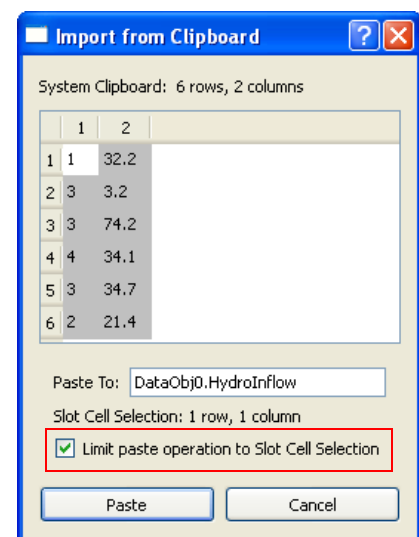 Import from Clipboard
System Clipboard: 6 rows, 2 columns
1 2
1 1 32.2
2 3 3.2
3 3 74.2
4 4 34.1
5 3 34.7
6 2 21.4
Paste To: DataObj0.HydroInflow
Slot Cell Selection: 1 row, 1 column
Limit paste operation to Slot Cell Selection
Paste Cancel